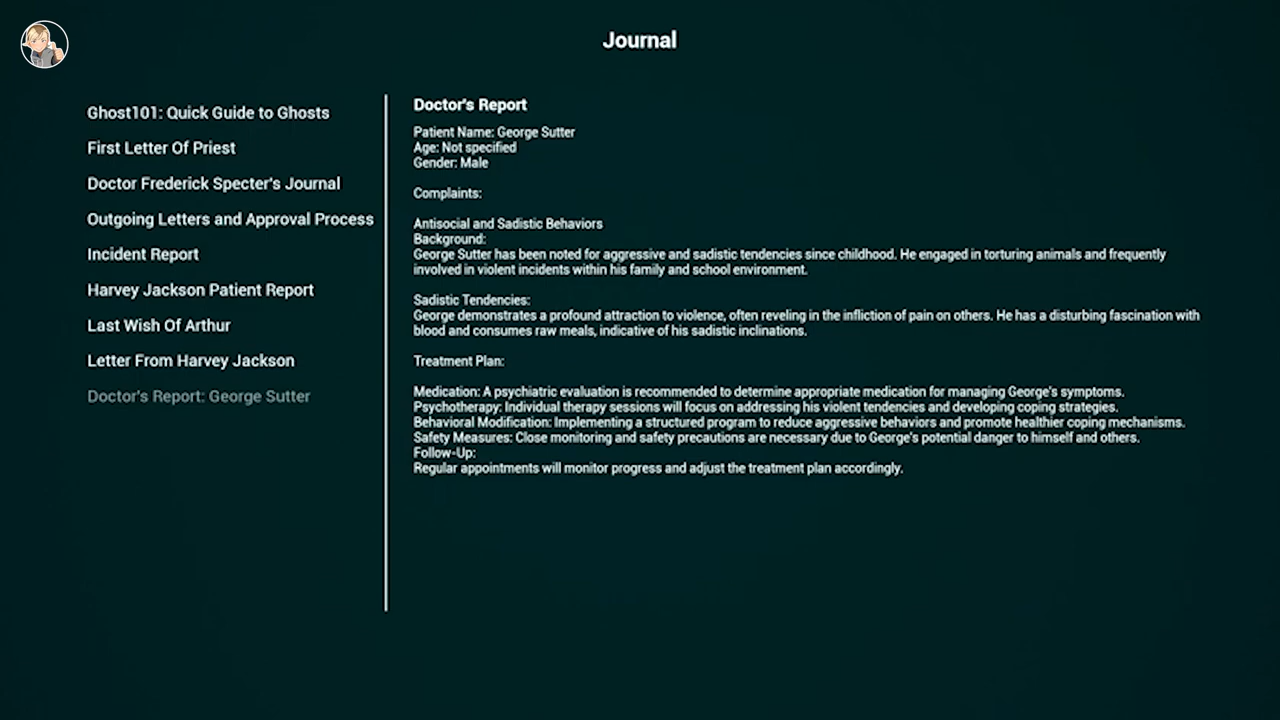 Journal
Ghost101: Quick Guide to Ghosts
First Letter Of Priest
Doctor Frederick Specter's Journal
Outgoing Letters and Approval Process
Incident Report
Harvey Jackson Patient Report
Last Wish Of Arthur
Letter From Harvey Jackson
Doctor's Report: George Sutter
Doctor's Report
Patient Name: George Sutter
Age: Not specified
Gender: Male
Complaints:
Antisocial and Sadistic Behaviors
Background:
George Sutter has been noted for aggressive and sadistic tendencies since childhood. He engaged in torturing animals and frequently
involved in violent incidents within his family and school environment.
Sadistic Tendencies:
George demonstrates a profound attraction to violence, often reveling in the infliction of pain on others. He has a disturbing fascination with
blood and consumes raw meals, indicative of his sadistic inclinations.
Treatment Plan:
Medication: A psychiatric evaluation is recommended to determine appropriate medication for managing George's symptoms.
Psychotherapy: Individual therapy sessions will focus on addressing his violent tendencies and developing coping strategies.
Behavioral Modification: Implementing a structured program to reduce aggressive behaviors and promote healthier coping mechanisms.
Safety Measures: Close monitoring and safety precautions are necessary due to George's potential danger to himself and others.
Follow-Up:
Regular appointments will monitor progress and adjust the treatment plan accordingly.